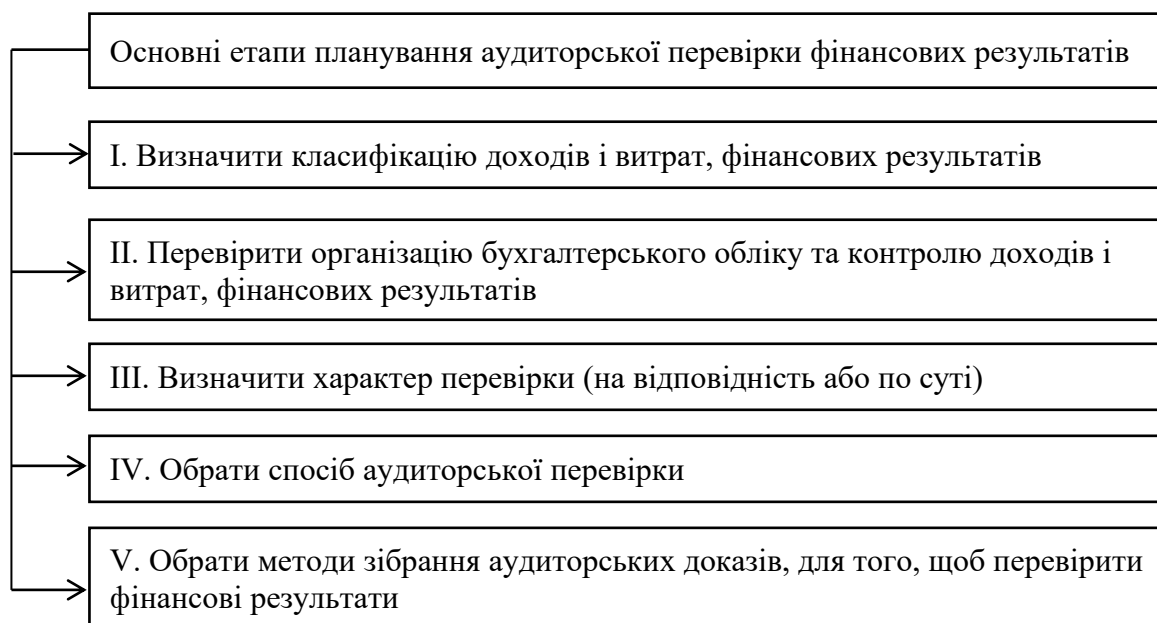 Основні етапи планування аудиторської перевірки фінансових результатів
I. Визначити класифікацію доходів і витрат, фінансових результатів
II. Перевірити організацію бухгалтерського обліку та контролю доходів і
витрат, фінансових результатів
III. Визначити характер перевірки (на відповідність або по суті)
IV. Обрати спосіб аудиторської перевірки
V. Обрати методи зібрання аудиторських доказів, для того, щоб перевірити
фінансові результати